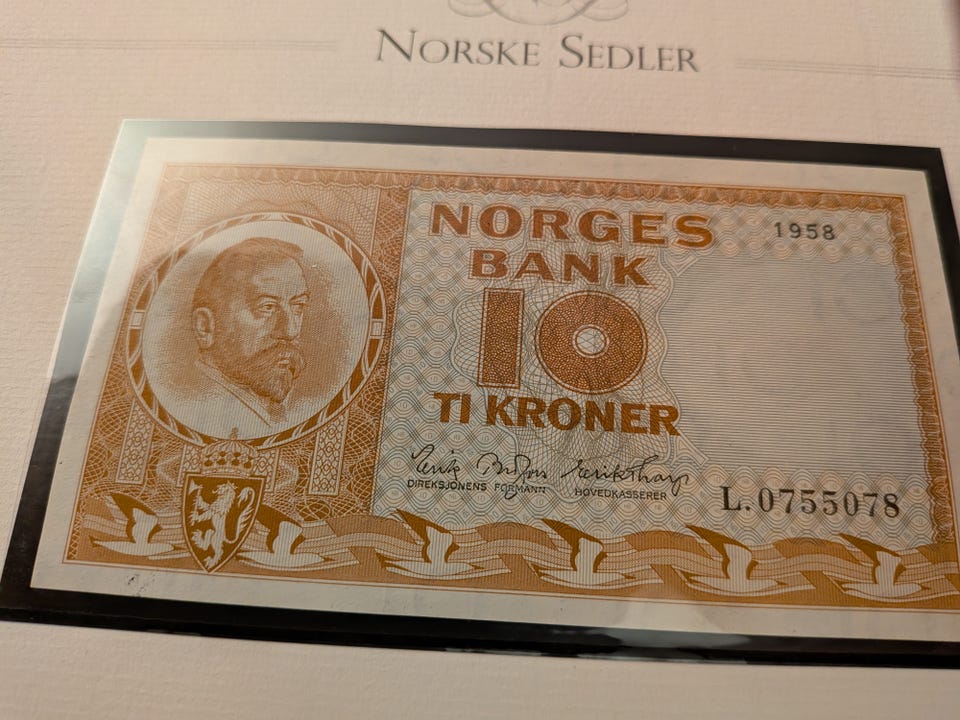 NORSKE SEDLER
NORGES
BANK
1958
10
TI KRONER
DIREKSJONENS FORMANN
HOVEDKASSERER
L.0755078